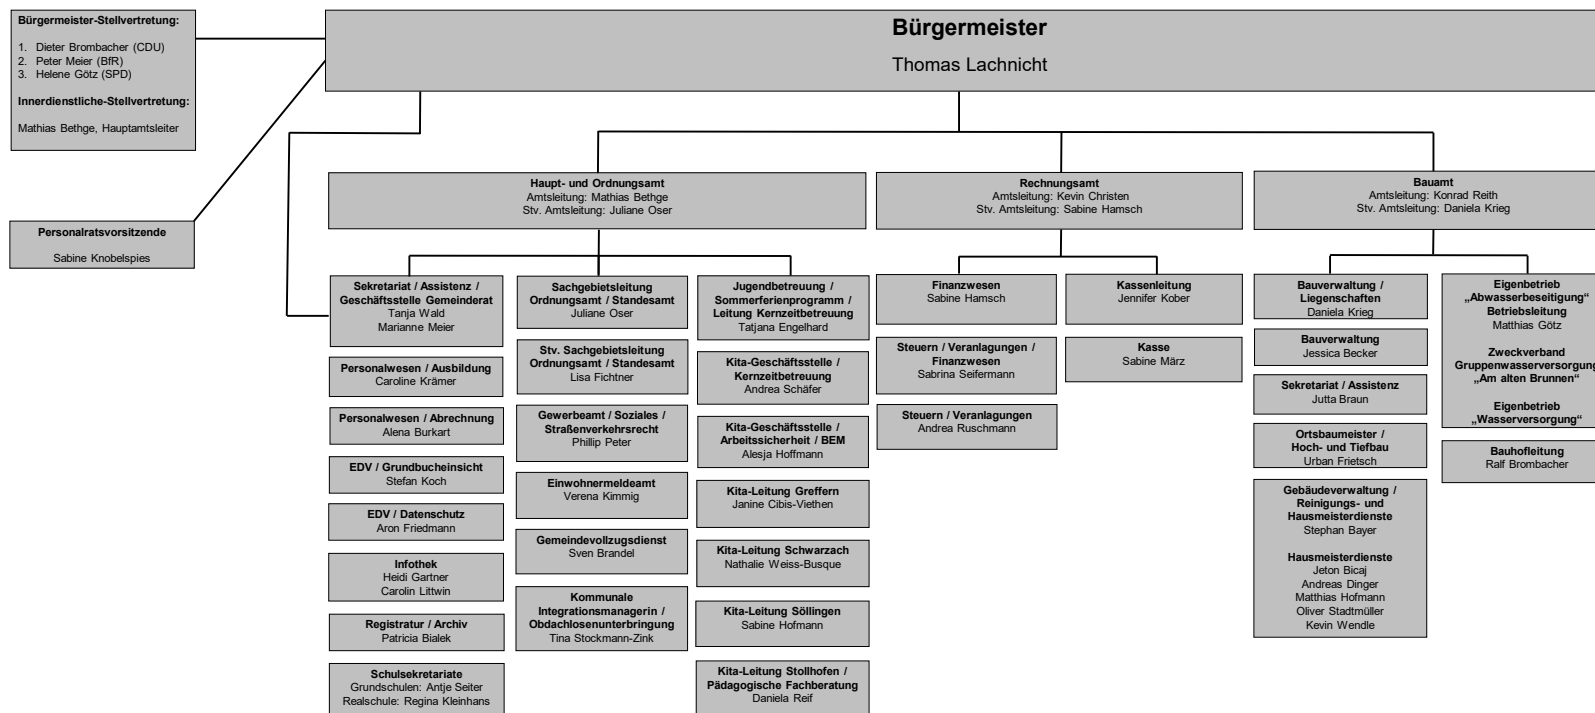 Bürgermeister-Stellvertretung:
1. Dieter Brombacher (CDU)
2. Peter Meier (BfR)
3. Helene Götz (SPD)
Innerdienstliche-Stellvertretung:
Mathias Bethge, Hauptamtsleiter
Bürgermeister
Thomas Lachnicht
Personalratsvorsitzende
Sabine Knobelspies
Haupt- und Ordnungsamt
Amtsleitung: Mathias Bethge
Stv. Amtsleitung: Juliane Oser
Rechnungsamt
Amtsleitung: Kevin Christen
Stv. Amtsleitung: Sabine Hamsch
Bauamt
Amtsleitung: Konrad Reith
Stv. Amtsleitung: Daniela Krieg
Sekretariat / Assistenz /
Geschäftsstelle Gemeinderat
Tanja Wald
Marianne Meier
Personalwesen / Ausbildung
Caroline Krämer
Personalwesen / Abrechnung
Alena Burkart
EDV / Grundbucheinsicht
Stefan Koch
EDV / Datenschutz
Aron Friedmann
Infothek
Heidi Gartner
Carolin Littwin
Registratur / Archiv
Patricia Bialek
Schulsekretariate
Grundschulen: Antje Seiter
Realschule: Regina Kleinhans
Sachgebietsleitung
Ordnungsamt / Standesamt
Juliane Oser
Stv. Sachgebietsleitung
Ordnungsamt / Standesamt
Lisa Fichtner
Gewerbeamt / Soziales /
Straßenverkehrsrecht
Phillip Peter
Einwohnermeldeamt
Verena Kimmig
Gemeindevollzugsdienst
Sven Brandel
Kommunale
Integrationsmanagerin /
Obdachlosenunterbringung
Tina Stockmann-Zink
Jugendbetreuung /
Sommerferienprogramm /
Leitung Kernzeitbetreuung
Tatjana Engelhard
Kita-Geschäftsstelle /
Kernzeitbetreuung
Andrea Schäfer
Kita-Geschäftsstelle /
Arbeitssicherheit / BEM
Alesja Hoffmann
Kita-Leitung Greffern
Janine Cibis-Viethen
Kita-Leitung Schwarzach
Nathalie Weiss-Busque
Kita-Leitung Söllingen
Sabine Hofmann
Kita-Leitung Stollhofen /
Pädagogische Fachberatung
Daniela Reif
Finanzwesen
Sabine Hamsch
Steuern / Veranlagungen /
Finanzwesen
Sabrina Seifermann
Steuern / Veranlagungen
Andrea Ruschmann
Kassenleitung
Jennifer Kober
Kasse
Sabine März
Bauverwaltung /
Liegenschaften
Daniela Krieg
Bauverwaltung
Jessica Becker
Sekretariat / Assistenz
Jutta Braun
Ortsbaumeister /
Hoch- und Tiefbau
Urban Frietsch
Gebäudeverwaltung /
Reinigungs- und
Hausmeisterdienste
Stephan Bayer
Hausmeisterdienste
Jeton Bicaj
Andreas Dinger
Matthias Hofmann
Oliver Stadtmüller
Kevin Wendle
Eigenbetrieb
„Abwasserbeseitigung“
Betriebsleitung
Matthias Götz
Zweckverband
Gruppenwasserversorgung
„Am alten Brunnen“
Eigenbetrieb
„Wasserversorgung“
Bauhofleitung
Ralf Brombacher